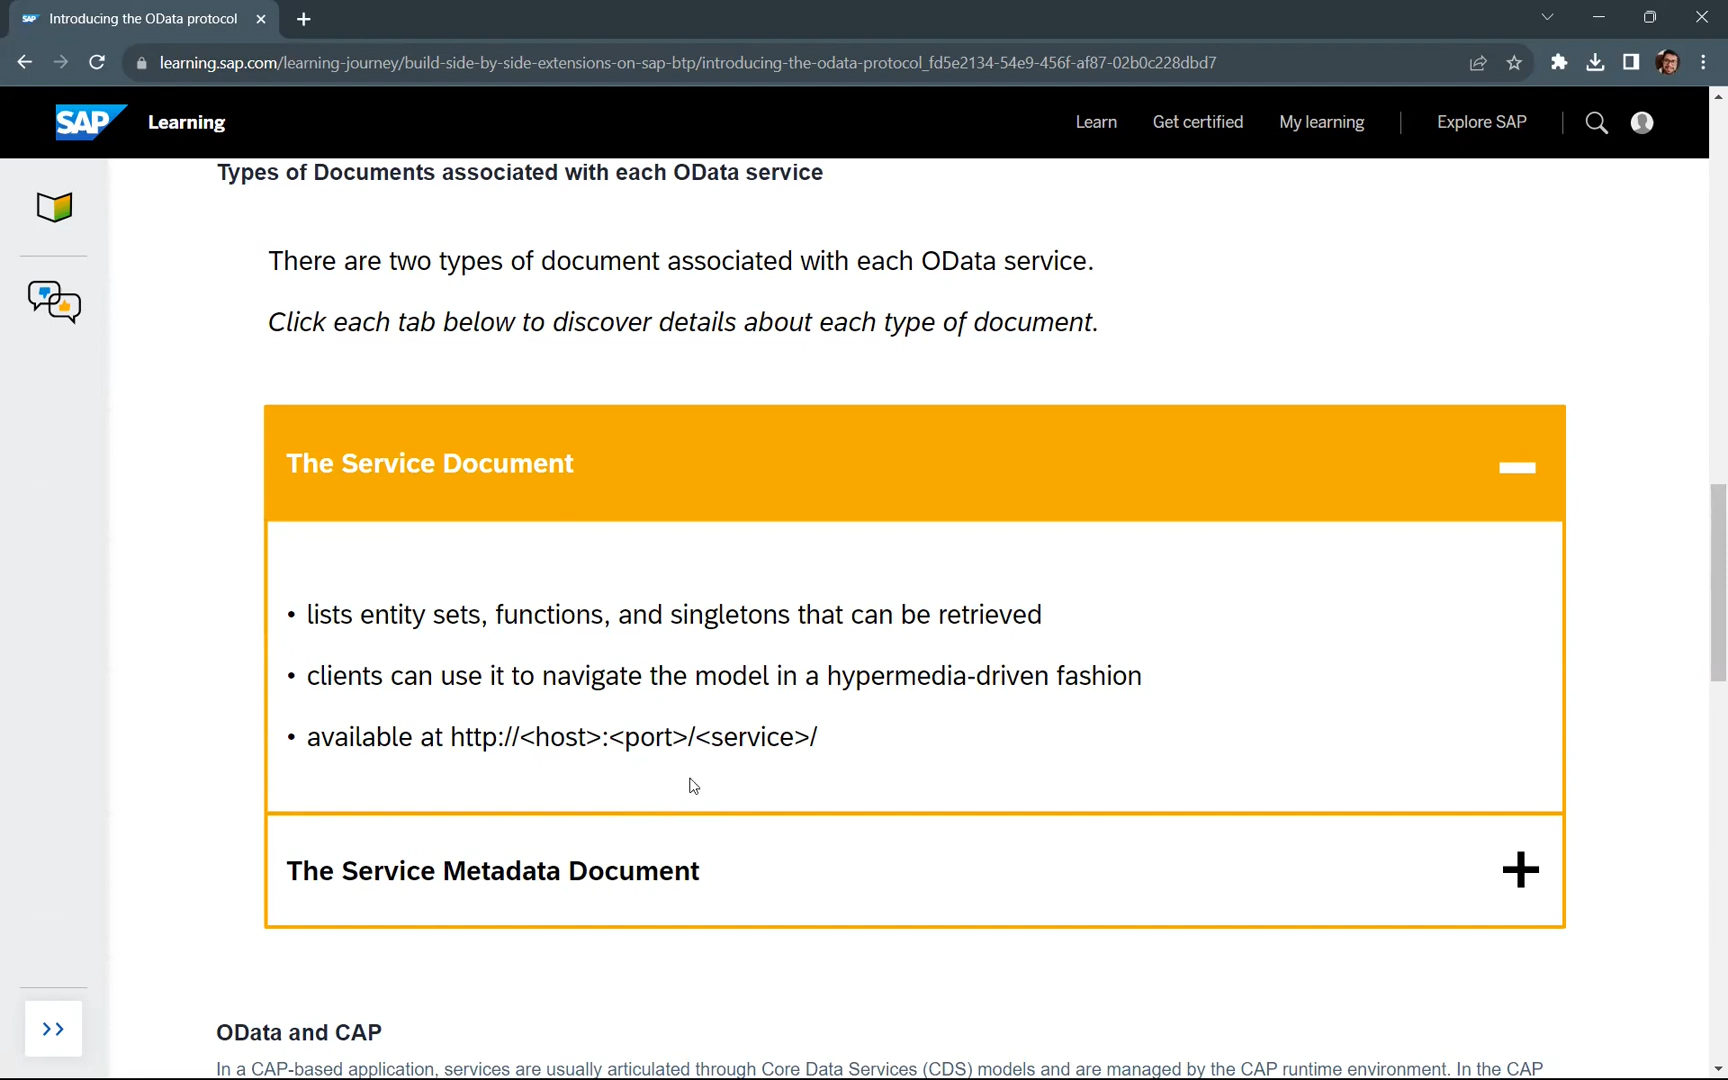 SAP Introducing the OData protocol
learning.sap.com/learning-journey/build-side-by-side-extensions-on-sap-btp/introducing-the-odata-protocol_fd5e2134-54e9-456f-af87-02b0c228dbd7
SAP Learning Learn Get certified My learning Explore SAP
Types of Documents associated with each OData service
There are two types of document associated with each OData service.
Click each tab below to discover details about each type of document.
The Service Document
• lists entity sets, functions, and singletons that can be retrieved
• clients can use it to navigate the model in a hypermedia-driven fashion
• available at http://<host>:<port>/<service>/
The Service Metadata Document
OData and CAP
In a CAP-based application, services are usually articulated through Core Data Services (CDS) models and are managed by the CAP runtime environment. In the CAP